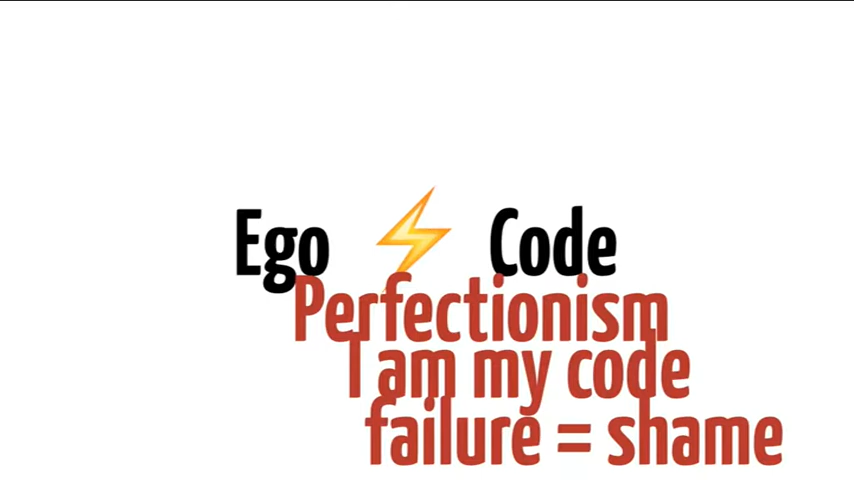 Ego ⚡ Code
Perfectionism
I am my code
failure = shame